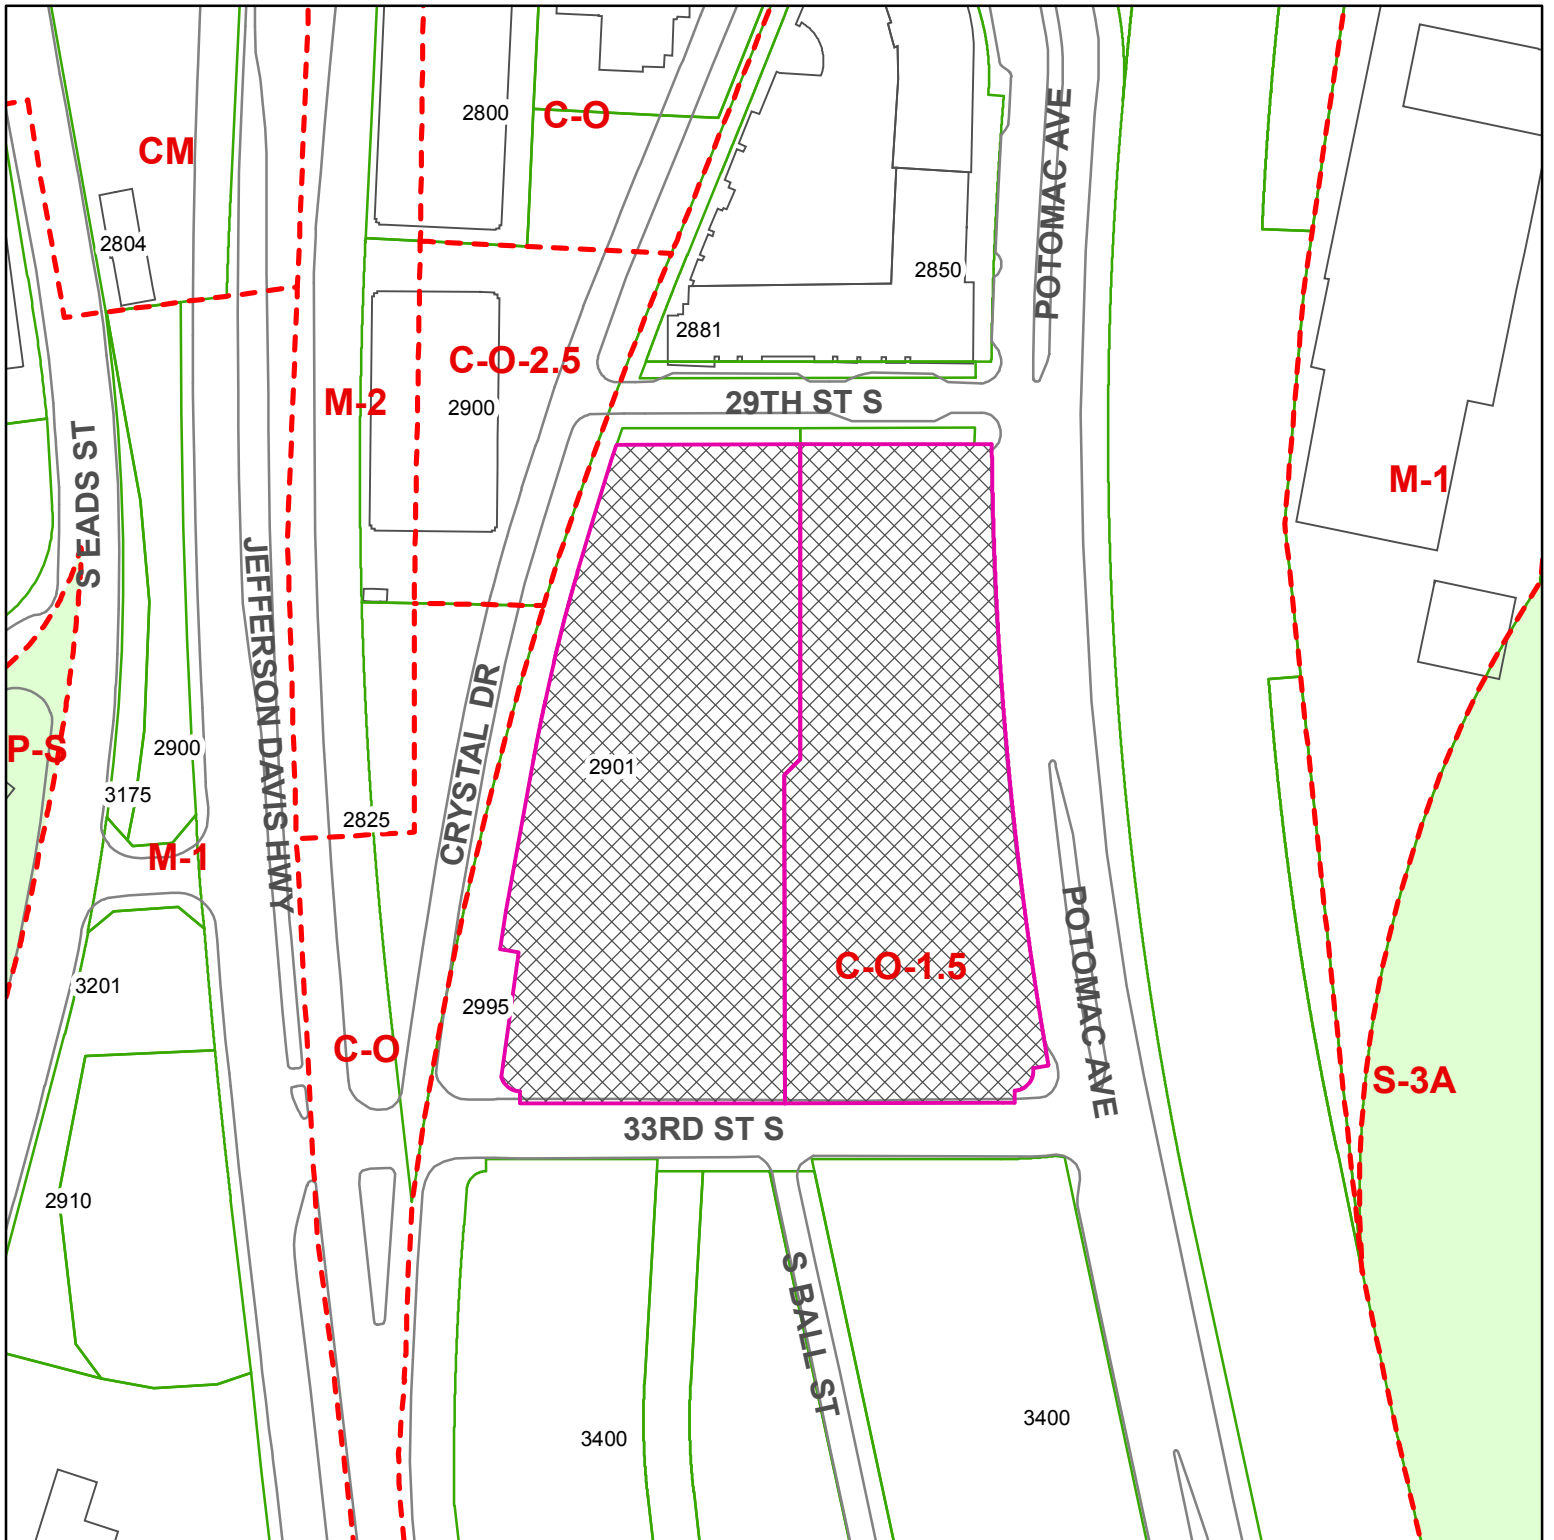 2800
C-O
CM
POTOMAC AVE
2804
2850
2881
C-O-2.5
M-2
2900
29TH ST S
S EADS ST
M-1
JEFFERSON DAVIS HWY
CRYSTAL DR
P-S
2900
2901
3175
2825
M-1
POTOMAC AVE
C-O-1.5
3201
2995
C-O
S-3A
33RD ST S
2910
S BALL ST
3400
3400